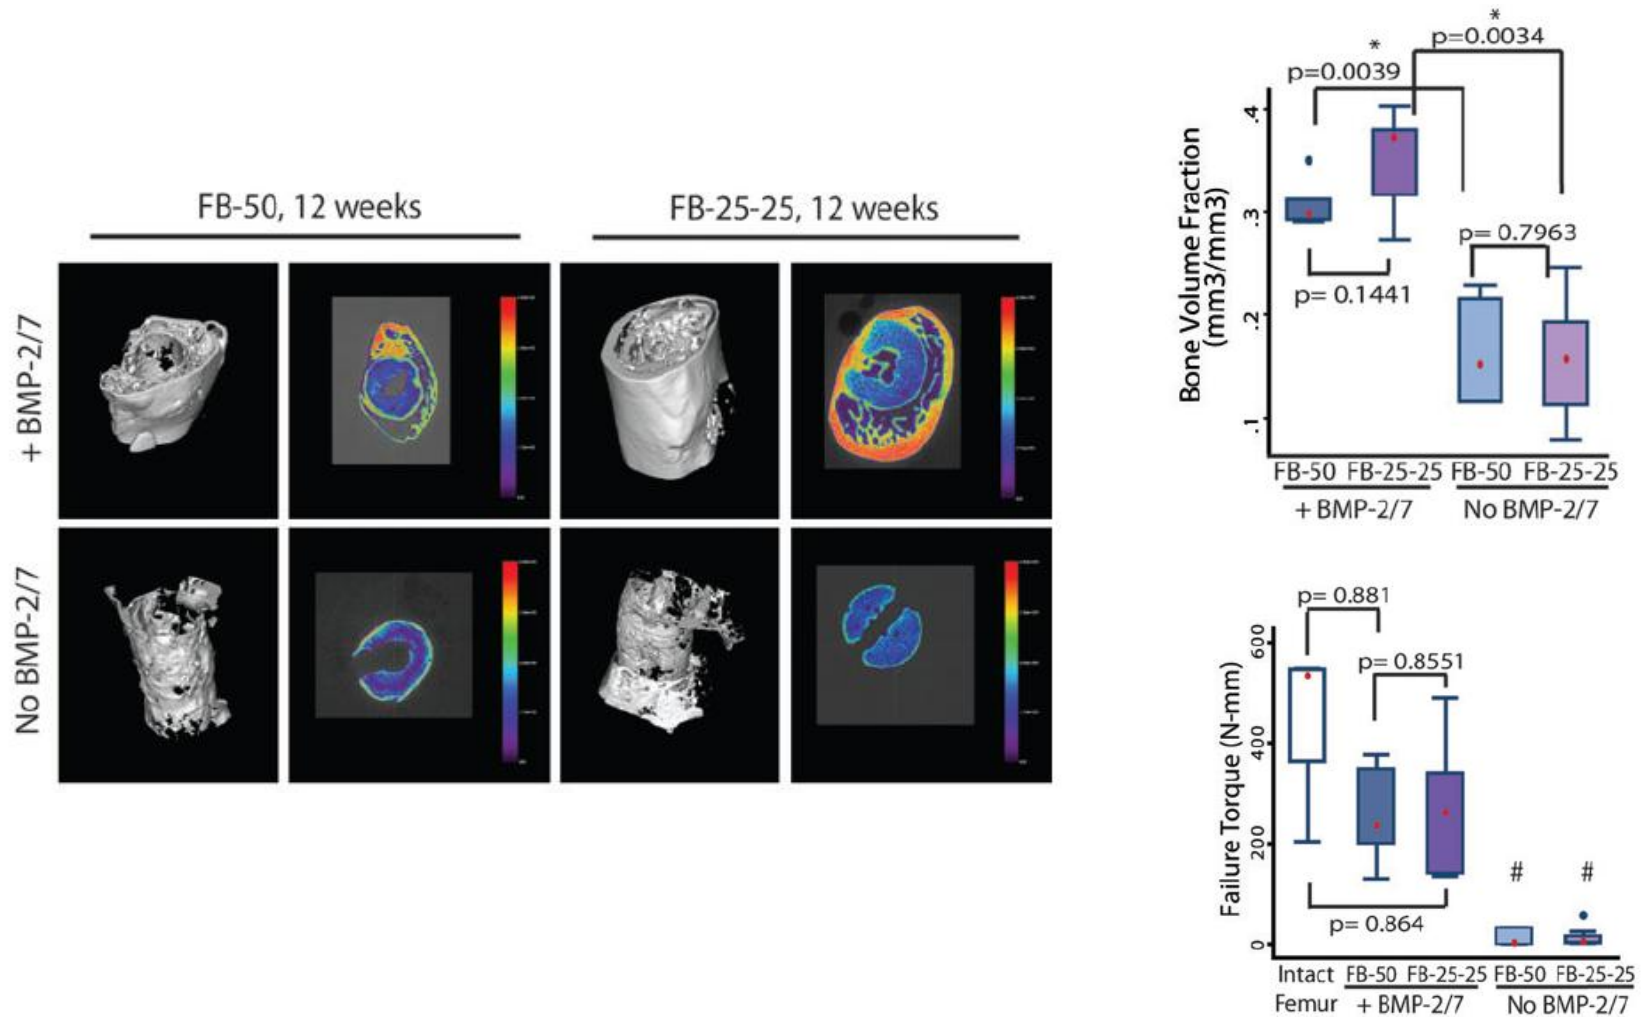 FB-50, 12 weeks
FB-25-25, 12 weeks
+ BMP-2/7
No BMP-2/7
*
p=0.0034
*
p=0.0039
Bone Volume Fraction
(mm3/mm3)
.4
.3
.2
.1
p= 0.7963
p= 0.1441
FB-50 FB-25-25 FB-50 FB-25-25
+ BMP-2/7 No BMP-2/7
p= 0.881
p= 0.8551
Failure Torque (N-mm)
600
400
200
0
# #
p= 0.864
Intact FB-50 FB-25-25 FB-50 FB-25-25
Femur + BMP-2/7 No BMP-2/7